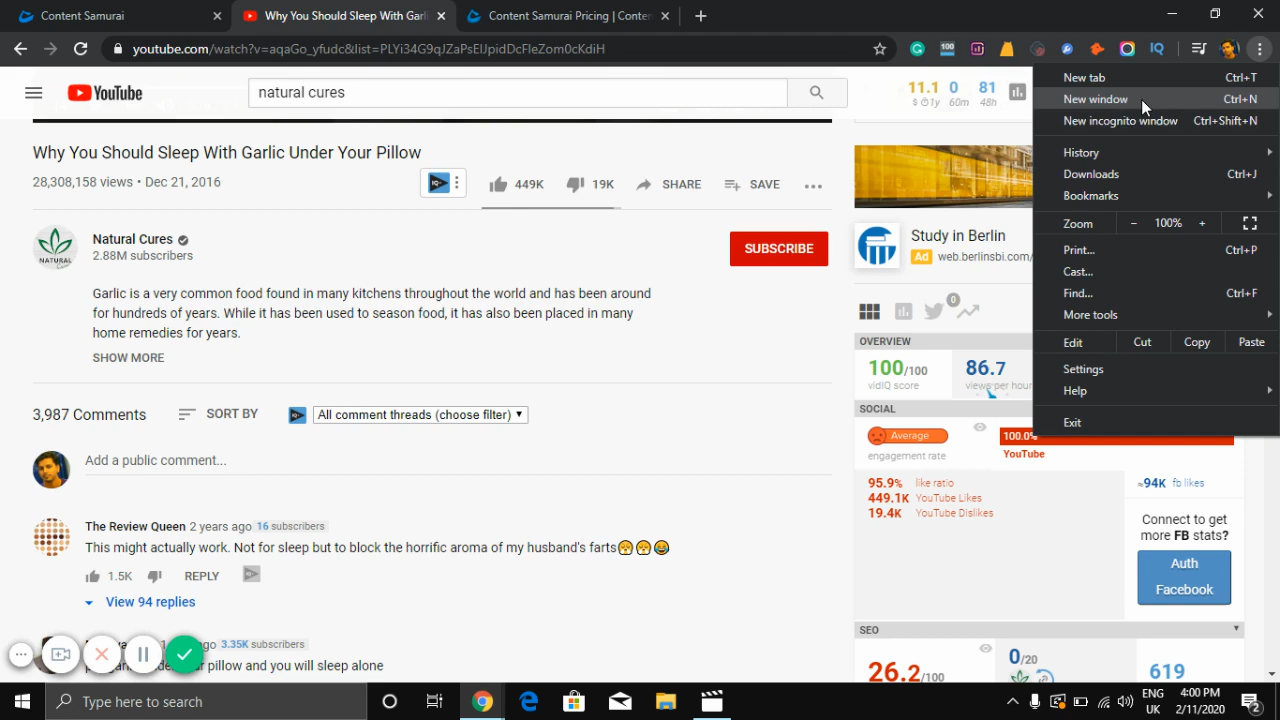 Content Samurai
Why You Should Sleep With Garli
Content Samurai Pricing | Conten
youtube.com/watch?v=aqaGo_yfudc&list=PLYi34G9qJZaPsEIJpidDcFleZom0cKdiH
100
IQ
YouTube
natural cures
11.1 0 81
1y 60m 48h
New tab Ctrl+T
New window Ctrl+N
New incognito window Ctrl+Shift+N
History
Downloads Ctrl+J
Bookmarks
Zoom − 100% +
Print... Ctrl+P
Cast...
Find... Ctrl+F
More tools
Edit Cut Copy Paste
Settings
Help
Exit
Why You Should Sleep With Garlic Under Your Pillow
28,308,158 views • Dec 21, 2016
449K 19K SHARE SAVE
Natural Cures
2.88M subscribers
SUBSCRIBE
NATURAL
Garlic is a very common food found in many kitchens throughout the world and has been around
for hundreds of years. While it has been used to season food, it has also been placed in many
home remedies for years.
SHOW MORE
3,987 Comments SORT BY All comment threads (choose filter)
Add a public comment...
The Review Queen 2 years ago 16 subscribers
This might actually work. Not for sleep but to block the horrific aroma of my husband's farts😤😤😂
1.5K REPLY
View 94 replies
ago 3.35K subscribers
pillow and you will sleep alone
Study in Berlin
Ad web.berlinsbi.com/
0
OVERVIEW
100/100 86.7
vidIQ score views per hour
SOCIAL
Average
engagement rate
100.0%
YouTube
95.9% like ratio
449.1K YouTube Likes
19.4K YouTube Dislikes
≈94K fb likes
Connect to get
more FB stats?
Auth
Facebook
SEO
26.2/100
0/20
619
Type here to search
ENG
UK
4:00 PM
2/11/2020
2